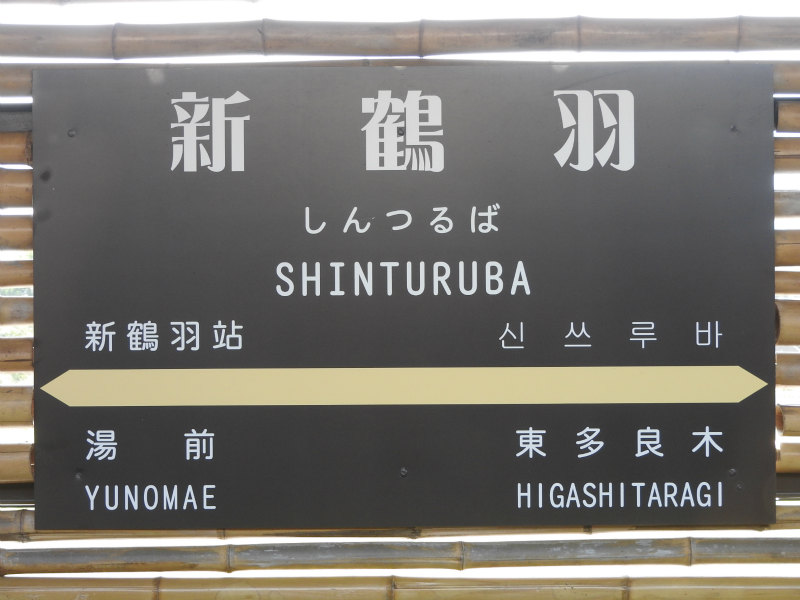 新鶴羽
しんつるば
SHINTURUBA
新鶴羽站 신쓰루바
湯前 東多良木
YUNOMAE HIGASHITARAGI